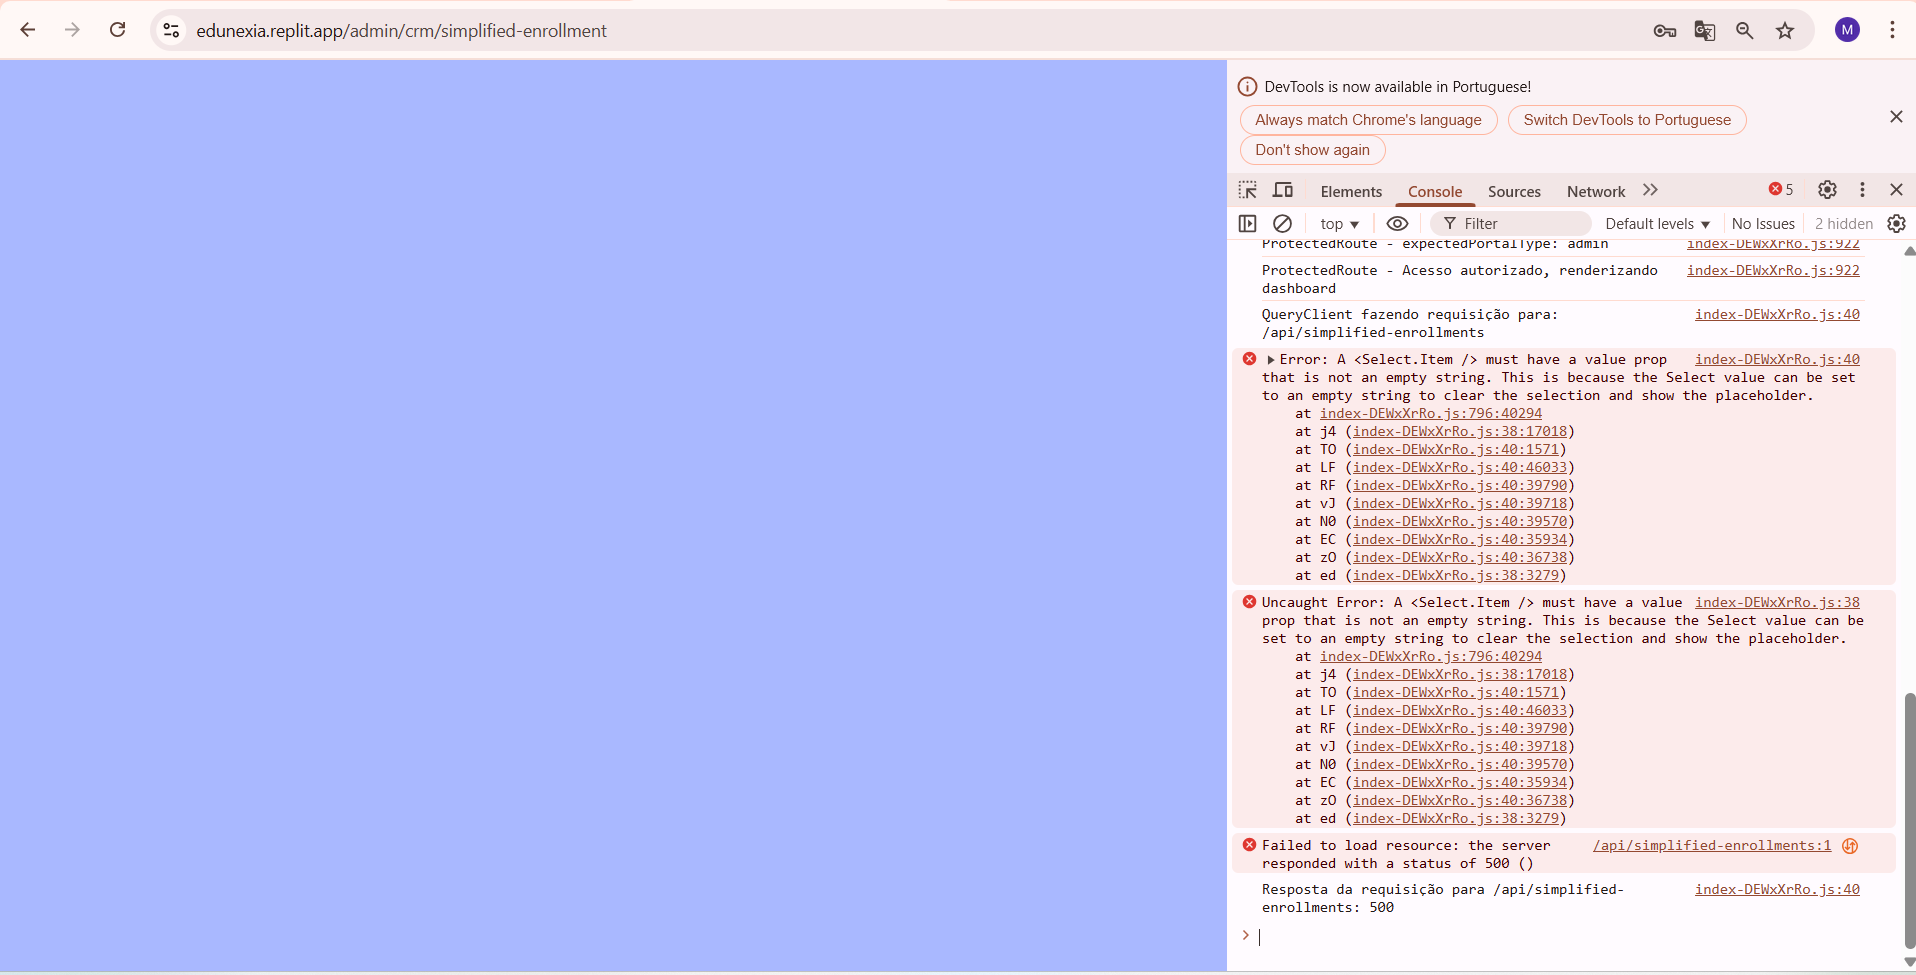 edunexia.replit.app/admin/crm/simplified-enrollment
M
DevTools is now available in Portuguese!
Always match Chrome's language
Switch DevTools to Portuguese
Don't show again
Elements
Console
Sources
Network
5
top
Filter
Default levels
No Issues
2 hidden
ProtectedRoute - expectedPortalType: admin index-DEWxXrRo.js:922
ProtectedRoute - Acesso autorizado, renderizando index-DEWxXrRo.js:922
dashboard
QueryClient fazendo requisição para: index-DEWxXrRo.js:40
/api/simplified-enrollments
Error: A <Select.Item /> must have a value prop index-DEWxXrRo.js:40
that is not an empty string. This is because the Select value can be set
to an empty string to clear the selection and show the placeholder.
at index-DEWxXrRo.js:796:40294
at j4 (index-DEWxXrRo.js:38:17018)
at TO (index-DEWxXrRo.js:40:1571)
at LF (index-DEWxXrRo.js:40:46033)
at RF (index-DEWxXrRo.js:40:39790)
at vJ (index-DEWxXrRo.js:40:39718)
at N0 (index-DEWxXrRo.js:40:39570)
at EC (index-DEWxXrRo.js:40:35934)
at zO (index-DEWxXrRo.js:40:36738)
at ed (index-DEWxXrRo.js:38:3279)
Uncaught Error: A <Select.Item /> must have a value index-DEWxXrRo.js:38
prop that is not an empty string. This is because the Select value can be
set to an empty string to clear the selection and show the placeholder.
at index-DEWxXrRo.js:796:40294
at j4 (index-DEWxXrRo.js:38:17018)
at TO (index-DEWxXrRo.js:40:1571)
at LF (index-DEWxXrRo.js:40:46033)
at RF (index-DEWxXrRo.js:40:39790)
at vJ (index-DEWxXrRo.js:40:39718)
at N0 (index-DEWxXrRo.js:40:39570)
at EC (index-DEWxXrRo.js:40:35934)
at zO (index-DEWxXrRo.js:40:36738)
at ed (index-DEWxXrRo.js:38:3279)
Failed to load resource: the server /api/simplified-enrollments:1
responded with a status of 500 ()
Resposta da requisição para /api/simplified- index-DEWxXrRo.js:40
enrollments: 500